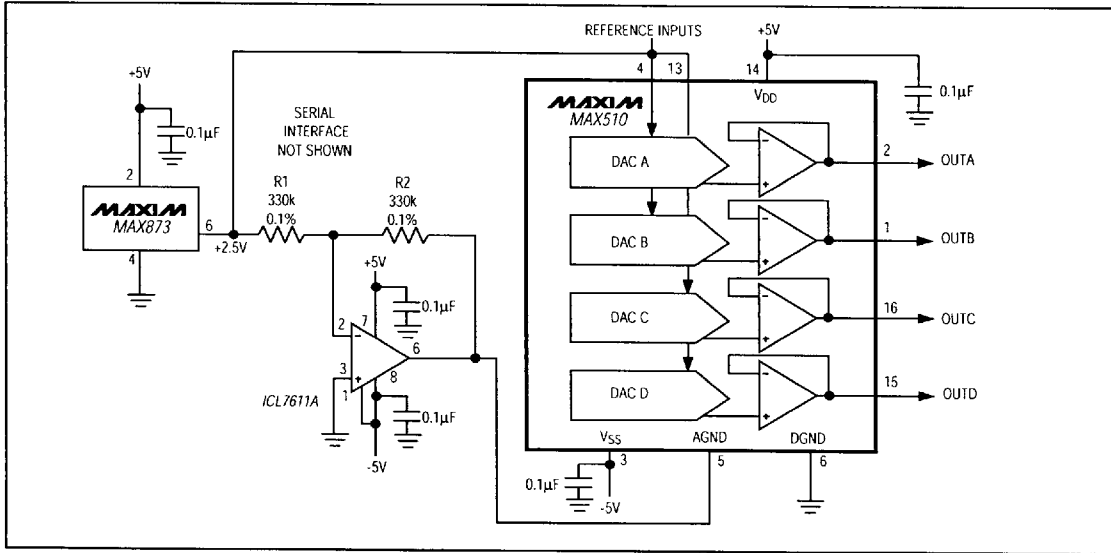 REFERENCE INPUTS
+5V
4
13
14
VDD
0.1µF
+5V
0.1µF
SERIAL
INTERFACE
NOT SHOWN
MAXIM
MAX510
2
MAXIM
MAX873
6
+2.5V
4
R1
330k
0.1%
R2
330k
0.1%
DAC A
-
+
2
OUTA
DAC B
-
+
1
OUTB
DAC C
-
+
16
OUTC
DAC D
-
+
15
OUTD
+5V
0.1µF
2
7
-
6
3
+
1
8
ICL7611A
0.1µF
-5V
VSS
AGND
DGND
3
5
6
0.1µF
-5V